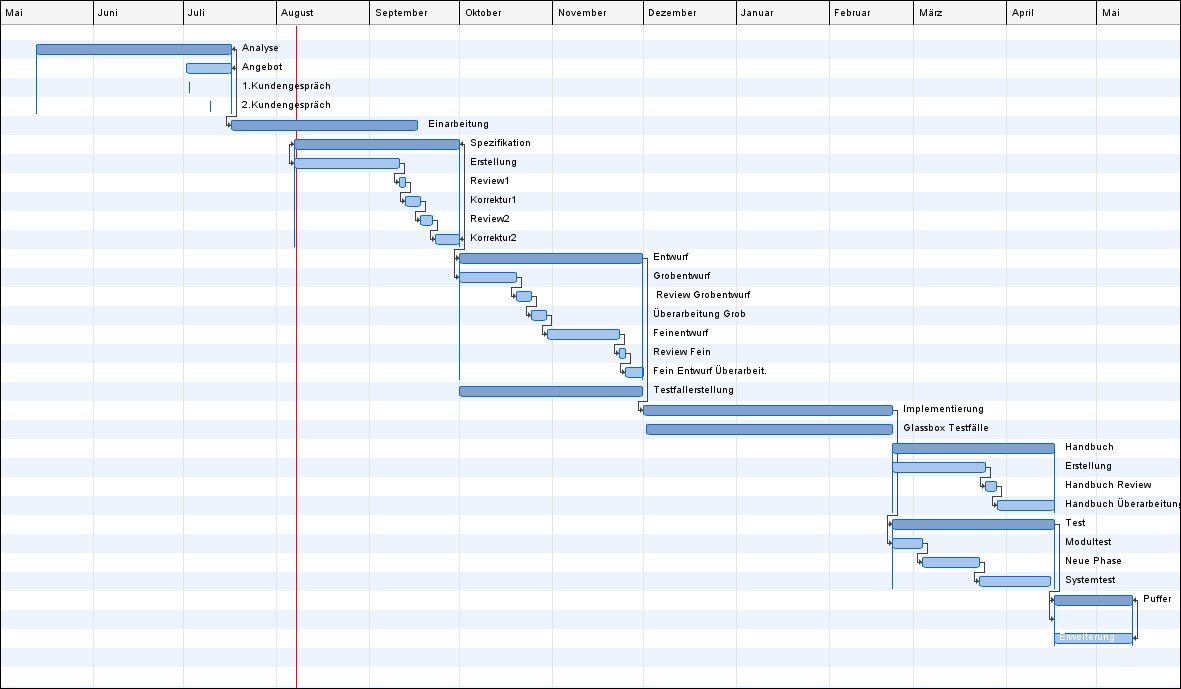 Mai Juni Juli August September Oktober November Dezember Januar Februar März April Mai
Analyse
Angebot
1.Kundengespräch
2.Kundengespräch
Einarbeitung
Spezifikation
Erstellung
Review1
Korrektur1
Review2
Korrektur2
Entwurf
Grobentwurf
Review Grobentwurf
Überarbeitung Grob
Feinentwurf
Review Fein
Fein Entwurf Überarbeit.
Testfallerstellung
Implementierung
Glassbox Testfälle
Handbuch
Erstellung
Handbuch Review
Handbuch Überarbeitung
Test
Modultest
Neue Phase
Systemtest
Puffer
Erweiterung